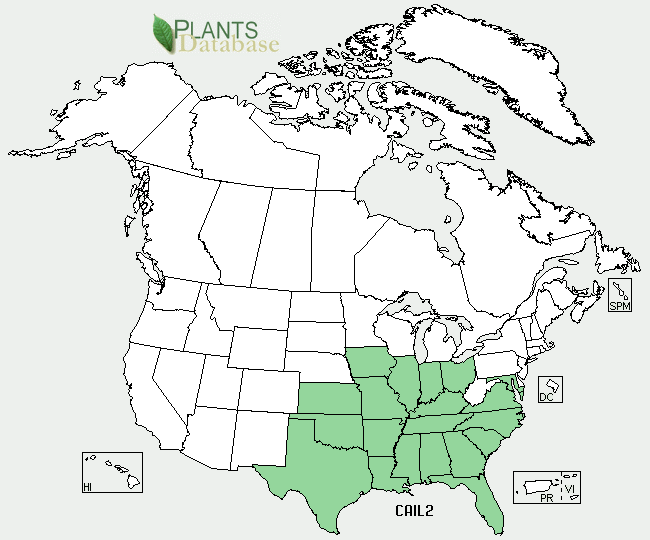 PLANTS
Database
SPM
DC
HI
PR
VI
CAIL2